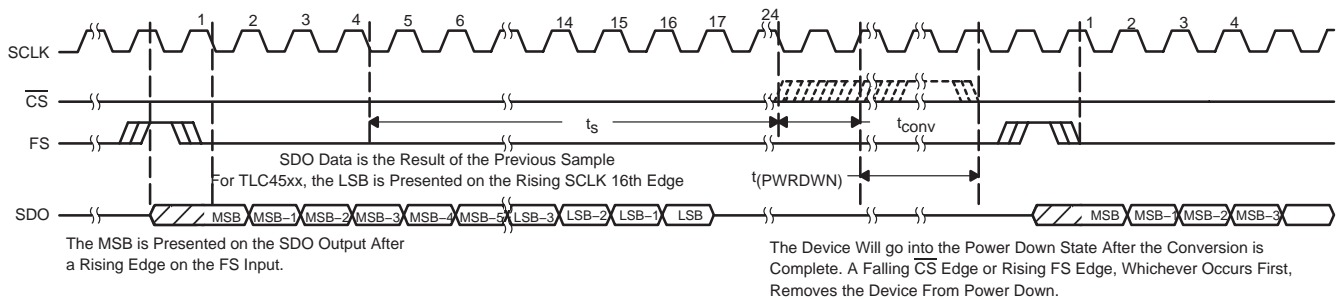 1 2 3 4 5 6 14 15 16 17 24 1 2 3 4
SCLK
CS
ts tconv
FS
SDO Data is the Result of the Previous Sample
For TLC45xx, the LSB is Presented on the Rising SCLK 16th Edge
t(PWRDWN)
SDO MSB MSB–1 MSB–2 MSB–3 MSB–4 MSB–5 LSB–3 LSB–2 LSB–1 LSB MSB MSB–1 MSB–2 MSB–3
The MSB is Presented on the SDO Output After
a Rising Edge on the FS Input.
The Device Will go into the Power Down State After the Conversion is
Complete. A Falling CS Edge or Rising FS Edge, Whichever Occurs First,
Removes the Device From Power Down.